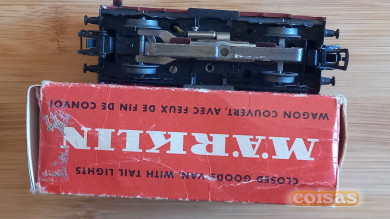 CLOSED GOODS VAN, WITH TAIL LIGHTS
MÄRKLIN
WAGON COUVERT, AVEC FEUX DE FIN DE CONVOI
coisas